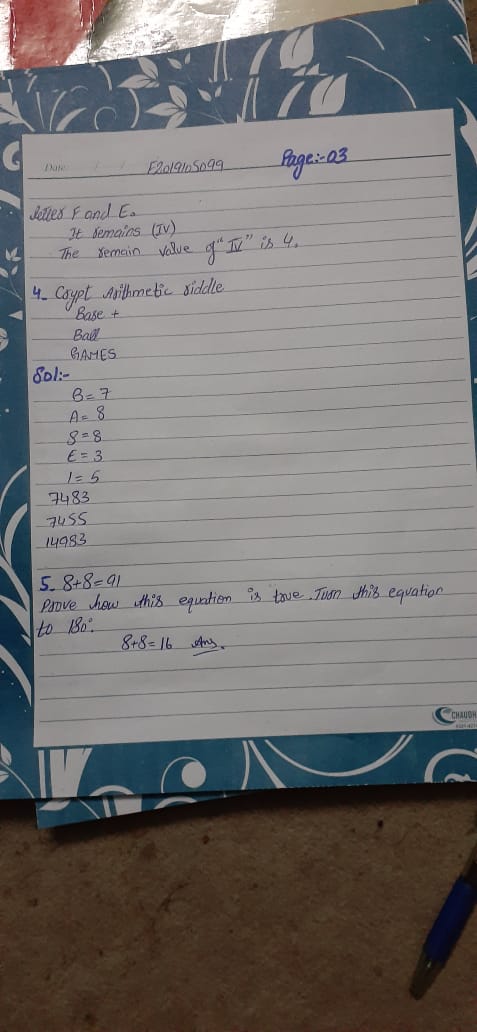 Date
F2019105099
Page:-03
letter F and E.
It remains (IV)
The remain value of "IV" is 4.
4. Crypt Arithmetic riddle
Base +
Ball
GAMES
Sol:-
B=7
A=8
S=8
E=3
l=5
7483
7455
14983
5. 8+8=91
Prove how this equation is true. Turn this equation
to 180°.
8+8=16 Ans.
CHAUDH